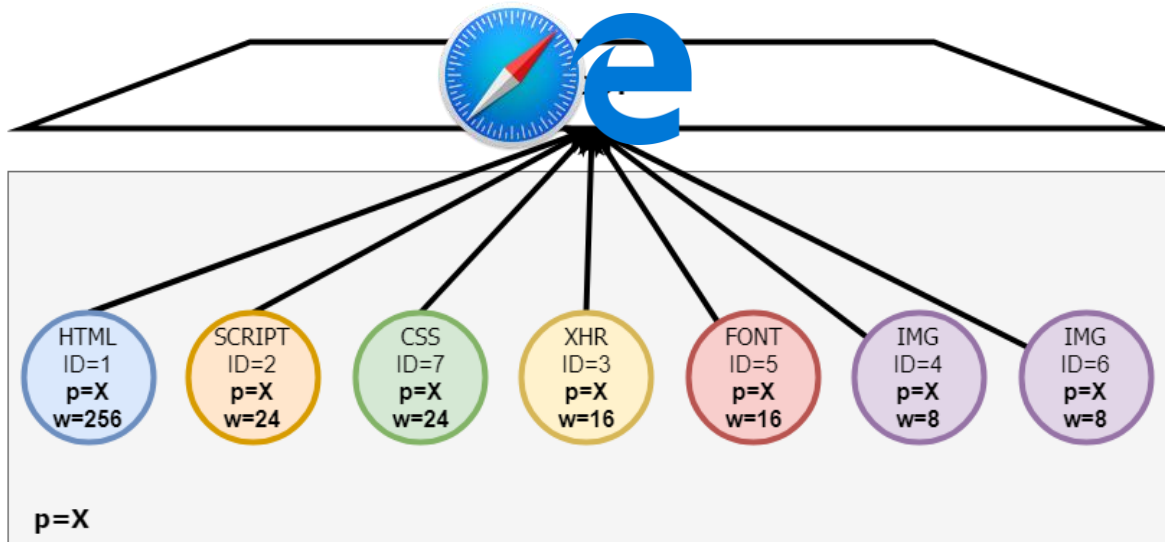 HTML
ID=1
p=X
w=256
SCRIPT
ID=2
p=X
w=24
CSS
ID=7
p=X
w=24
XHR
ID=3
p=X
w=16
FONT
ID=5
p=X
w=16
IMG
ID=4
p=X
w=8
IMG
ID=6
p=X
w=8
p=X